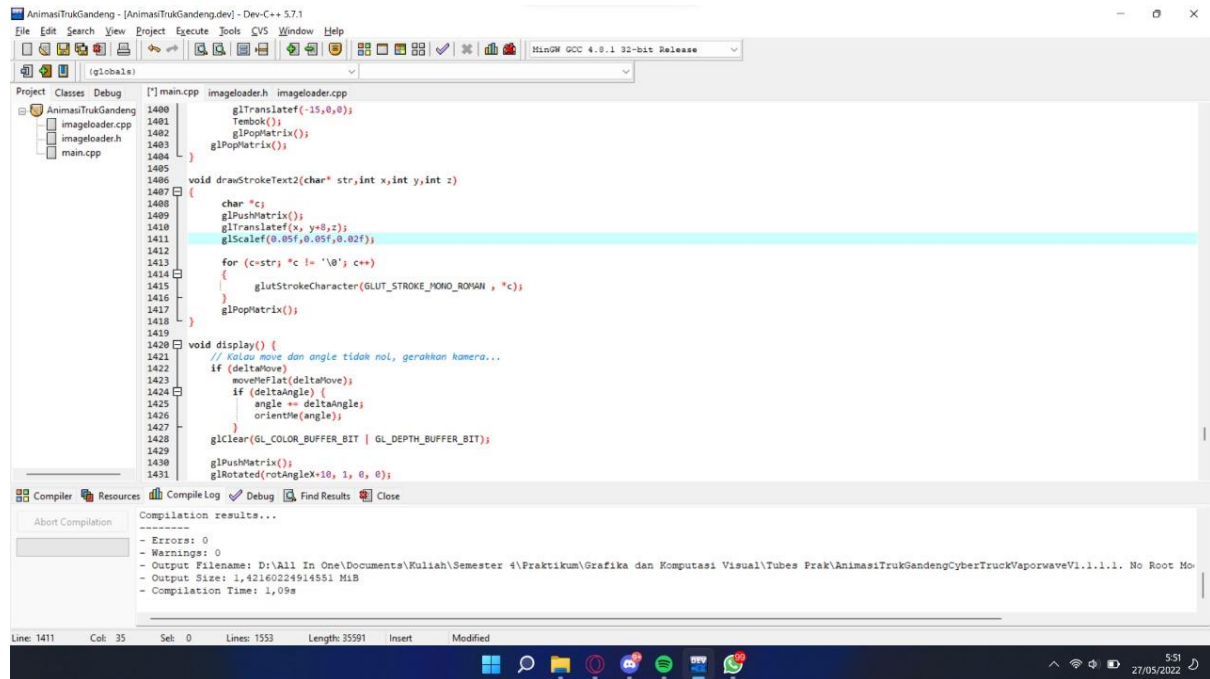 AnimasiTrukGandeng - [AnimasiTrukGandeng.dev] - Dev-C++ 5.7.1
File Edit Search View Project Execute Tools CVS Window Help
MinGW GCC 4.8.1 32-bit Release
(globals)
Project Classes Debug [*] main.cpp imageloader.h imageloader.cpp
AnimasiTrukGandeng
imageloader.cpp
imageloader.h
main.cpp
1400 glTranslatef(-15,0,0);
1401 Tembok();
1402 glPopMatrix();
1403 glPopMatrix();
1404 }
1405
1406 void drawStrokeText2(char* str,int x,int y,int z)
1407 {
1408 char *c;
1409 glPushMatrix();
1410 glTranslatef(x, y+8,z);
1411 glScalef(0.05f,0.05f,0.02f);
1412
1413 for (c=str; *c != '\0'; c++)
1414 {
1415 glutStrokeCharacter(GLUT_STROKE_MONO_ROMAN , *c);
1416 }
1417 glPopMatrix();
1418 }
1419
1420 void display() {
1421 // Kalau move dan angle tidak nol, gerakkan kamera...
1422 if (deltaMove)
1423 moveMeFlat(deltaMove);
1424 if (deltaAngle) {
1425 angle += deltaAngle;
1426 orientMe(angle);
1427 }
1428 glClear(GL_COLOR_BUFFER_BIT | GL_DEPTH_BUFFER_BIT);
1429
1430 glPushMatrix();
1431 glRotated(rotAngleX+10, 1, 0, 0);
Compiler Resources Compile Log Debug Find Results Close
Abort Compilation
Compilation results...
--------
- Errors: 0
- Warnings: 0
- Output Filename: D:\All In One\Documents\Kuliah\Semester 4\Praktikum\Grafika dan Komputasi Visual\Tubes Prak\AnimasiTrukGandengCyberTruckVaporwaveV1.1.1.1. No Root Mo
- Output Size: 1,42160224914551 MiB
- Compilation Time: 1,09s
Line: 1411 Col: 35 Sel: 0 Lines: 1553 Length: 35591 Insert Modified
DEV
99
5:51
27/05/2022